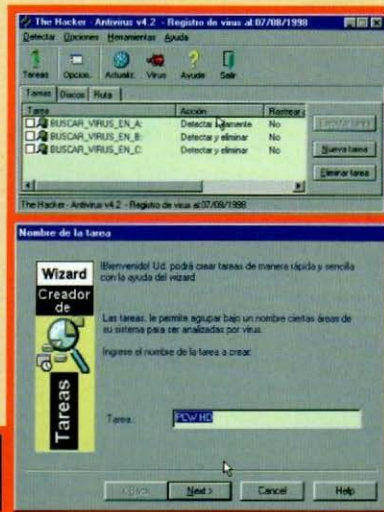 The Hacker - Antivirus v4.2 - Registro de virus al 07/08/1998
Detectar Opciones Herramientas Ayuda
Tareas Opcion. Actualiz. Virus Ayuda Salir
Tareas Discos Ruta
Tarea Acción Rastrear
BUSCAR_VIRUS_EN_A: Detectar solamente No
BUSCAR_VIRUS_EN_B: Detectar y eliminar No
BUSCAR_VIRUS_EN_C: Detectar y eliminar No
Nueva tarea
Eliminar tarea
The Hacker - Antivirus v4.2 - Registro de virus al 07/08/1998
Nombre de la tarea
Wizard
Creador
de
Tareas
!Bienvenido! Ud. podrá crear tareas de manera rápida y sencilla
con la ayuda del wizard.
Las tareas, le permite agrupar bajo un nombre ciertas áreas de
su sistema para ser analizadas por virus.
Ingrese el nombre de la tarea a crear.
Tarea: PCW HD
< Back Next > Cancel Help